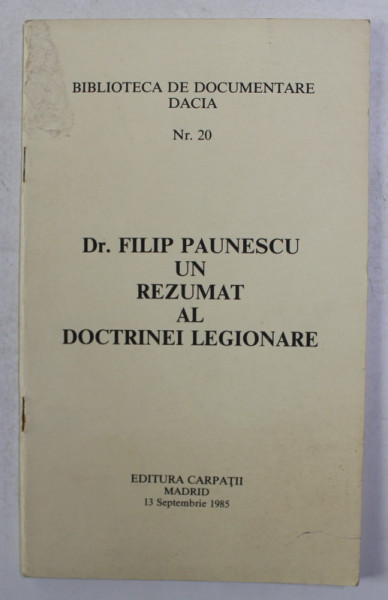 BIBLIOTECA DE DOCUMENTARE
DACIA
Nr. 20
Dr. FILIP PAUNESCU
UN
REZUMAT
AL
DOCTRINEI LEGIONARE
EDITURA CARPAŢII
MADRID
13 Septembrie 1985